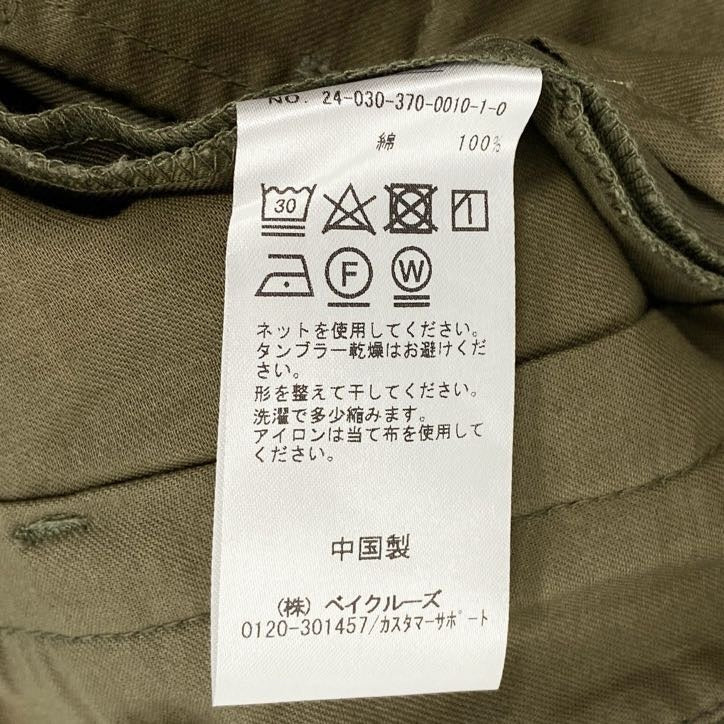 NO. 24-030-370-0010-1-0
綿 100%
30
F W
ネットを使用してください。
タンブラー乾燥はお避けくだ
さい。
形を整えて干してください。
洗濯で多少縮みます。
アイロンは当て布を使用して
ください。
中国製
(株) ベイクルーズ
0120-301457/カスタマーサポート